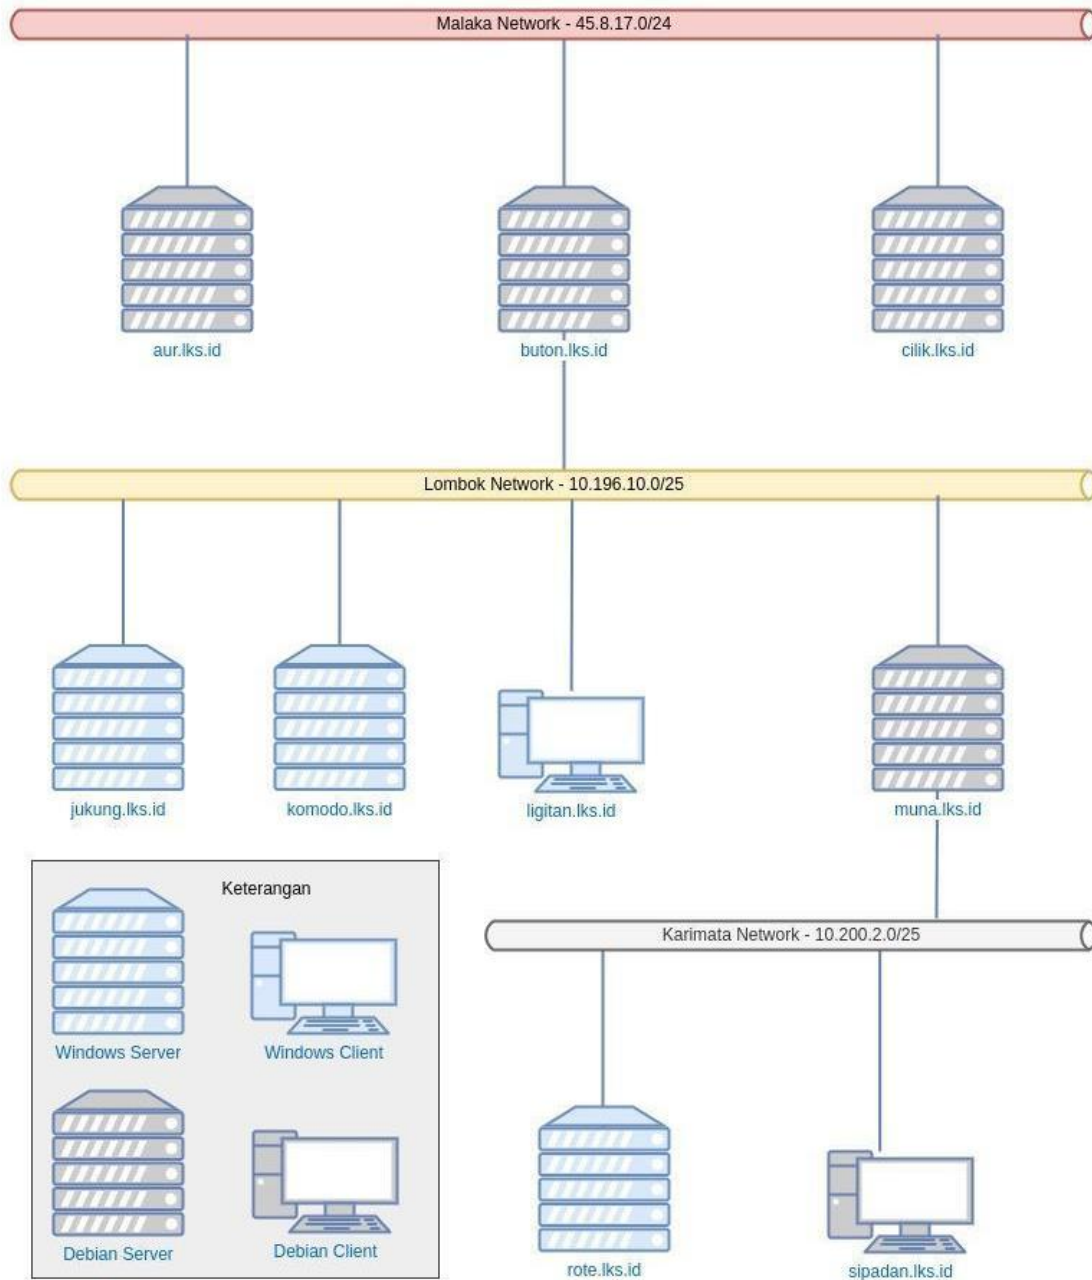 Malaka Network - 45.8.17.0/24
aur.lks.id
buton.lks.id
cilik.lks.id
Lombok Network - 10.196.10.0/25
jukung.lks.id
komodo.lks.id
ligitan.lks.id
muna.lks.id
Keterangan
Windows Server
Windows Client
Debian Server
Debian Client
Karimata Network - 10.200.2.0/25
rote.lks.id
sipadan.lks.id